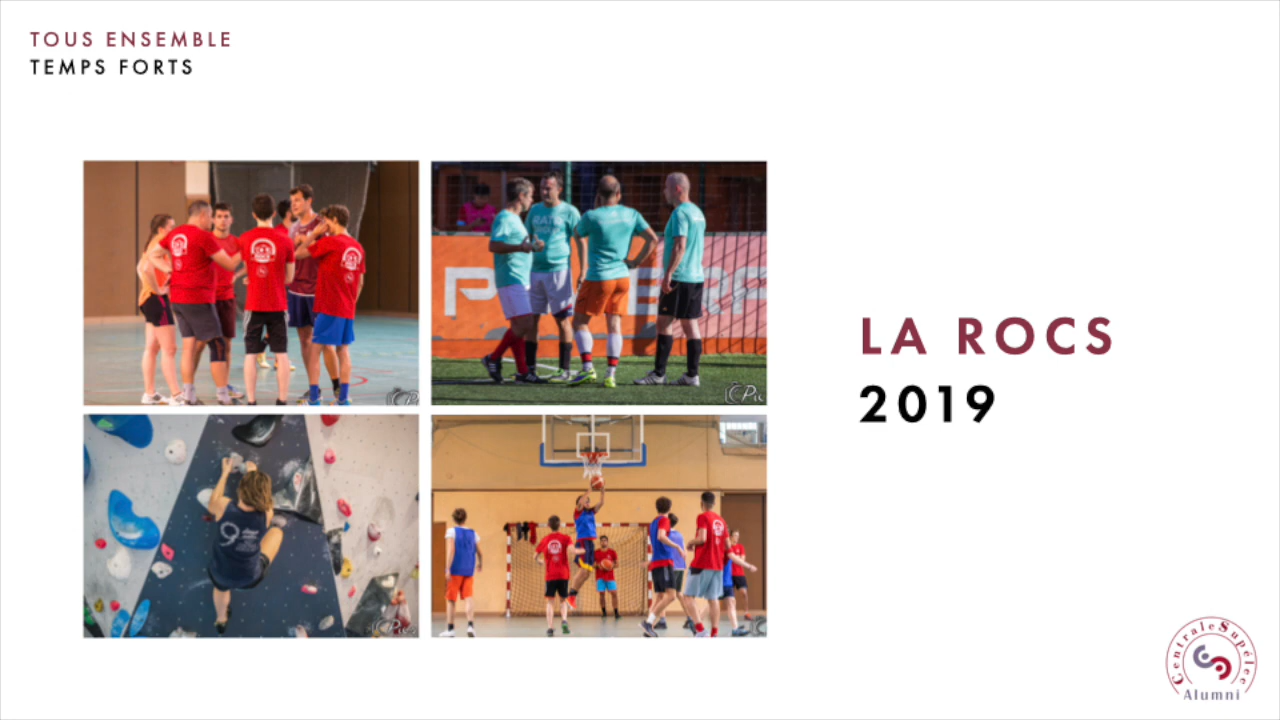 TOUS ENSEMBLE
TEMPS FORTS
LA ROCS
2019
CentraleSupélec
Alumni